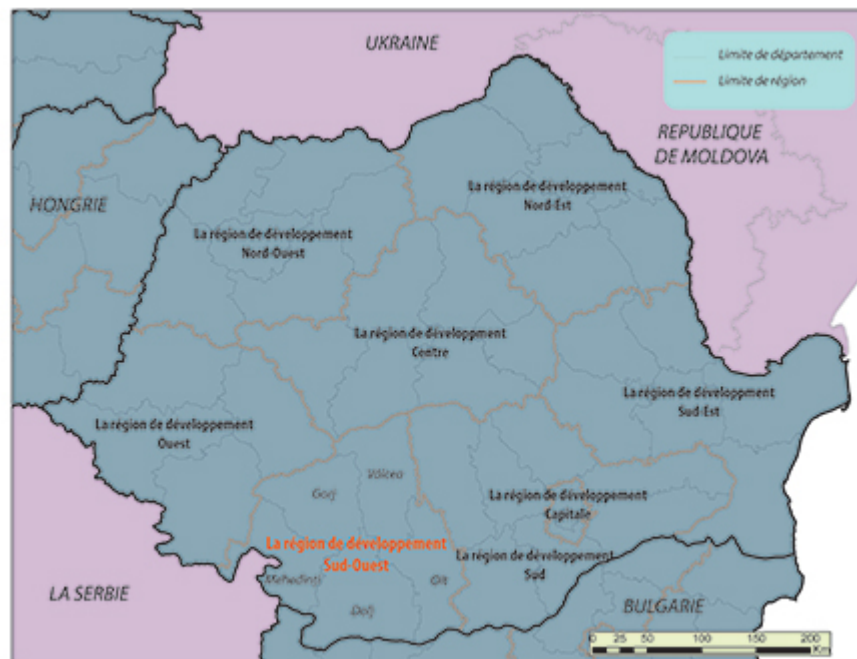 UKRAINE
Limite de département
Limite de région
REPUBLIQUE
DE MOLDOVA
HONGRIE
La région de développement
Nord-Est
La région de développement
Nord-Ouest
La région de développment
Centre
La région de développement
Sud-Est
La région de développement
Ouest
Vâlcea
Gorj
La région de développement
Capitale
La région de développement
Sud-Ouest
La région de développement
Sud
Mehedinţi
Olt
Dolj
LA SERBIE
BULGARIE
0 25 50 100 150 200
Km